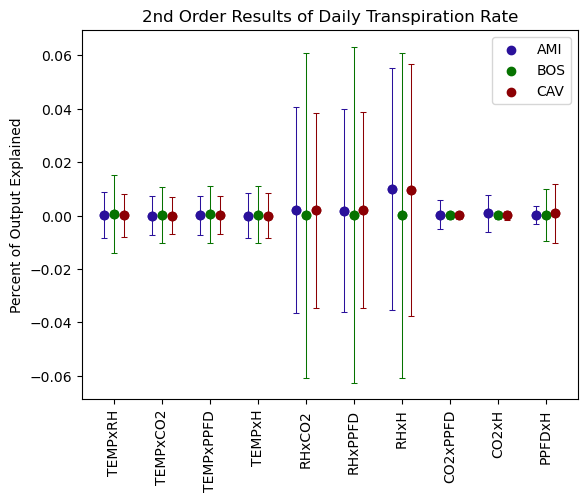 2nd Order Results of Daily Transpiration Rate
AMI
BOS
CAV
Percent of Output Explained
0.06
0.04
0.02
0.00
−0.02
−0.04
−0.06
TEMPxRH
TEMPxCO2
TEMPxPPFD
TEMPxH
RHxCO2
RHxPPFD
RHxH
CO2xPPFD
CO2xH
PPFDxH